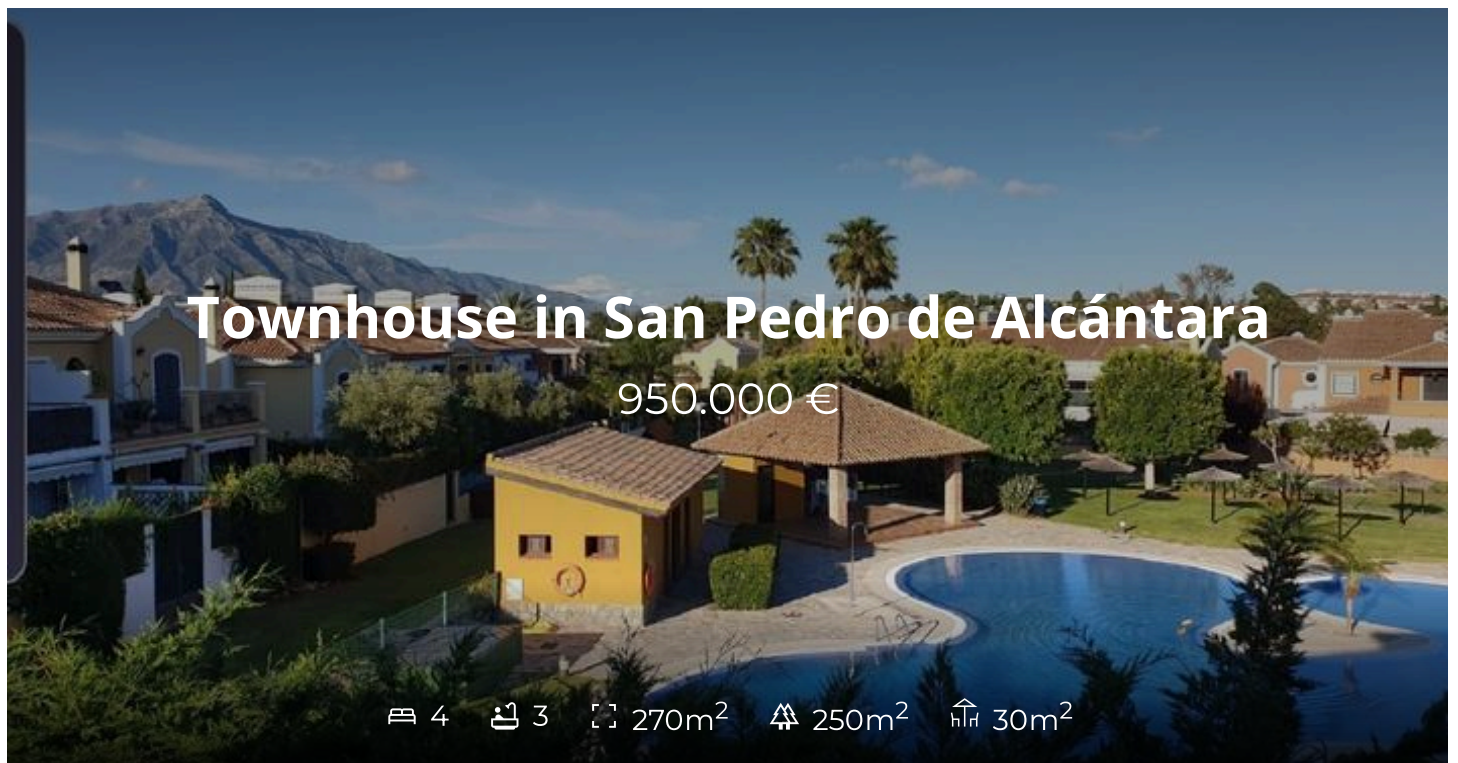 Townhouse in San Pedro de Alcántara
950.000 €
4 3 270m² 250m² 30m²